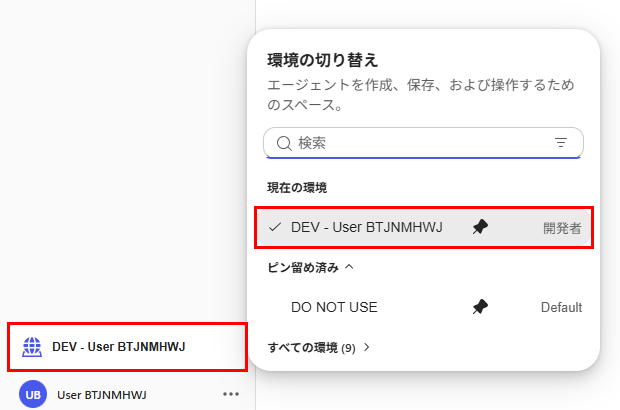 環境の切り替え
エージェントを作成、保存、および操作するため
のスペース。
検索
現在の環境
DEV - User BTJNMHWJ 開発者
ピン留め済み
DO NOT USE Default
すべての環境 (9)
DEV - User BTJNMHWJ
UB User BTJNMHWJ